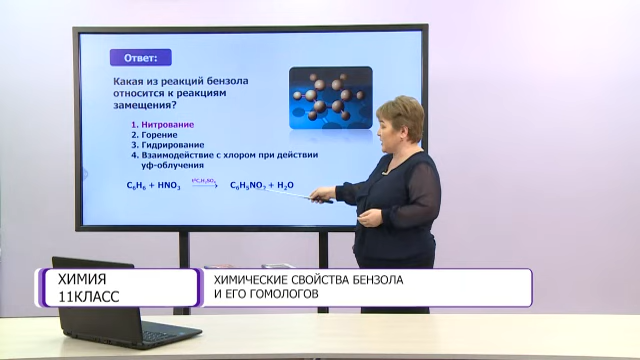 Ответ:
Какая из реакций бензола
относится к реакциям
замещения?
1. Нитрование
2. Горение
3. Гидрирование
4. Взаимодействие с хлором при действии
уф-облучения
C₆H₆ + HNO₃ → C₆H₅NO₂ + H₂O
ХИМИЯ
11КЛАСС
ХИМИЧЕСКИЕ СВОЙСТВА БЕНЗОЛА
И ЕГО ГОМОЛОГОВ